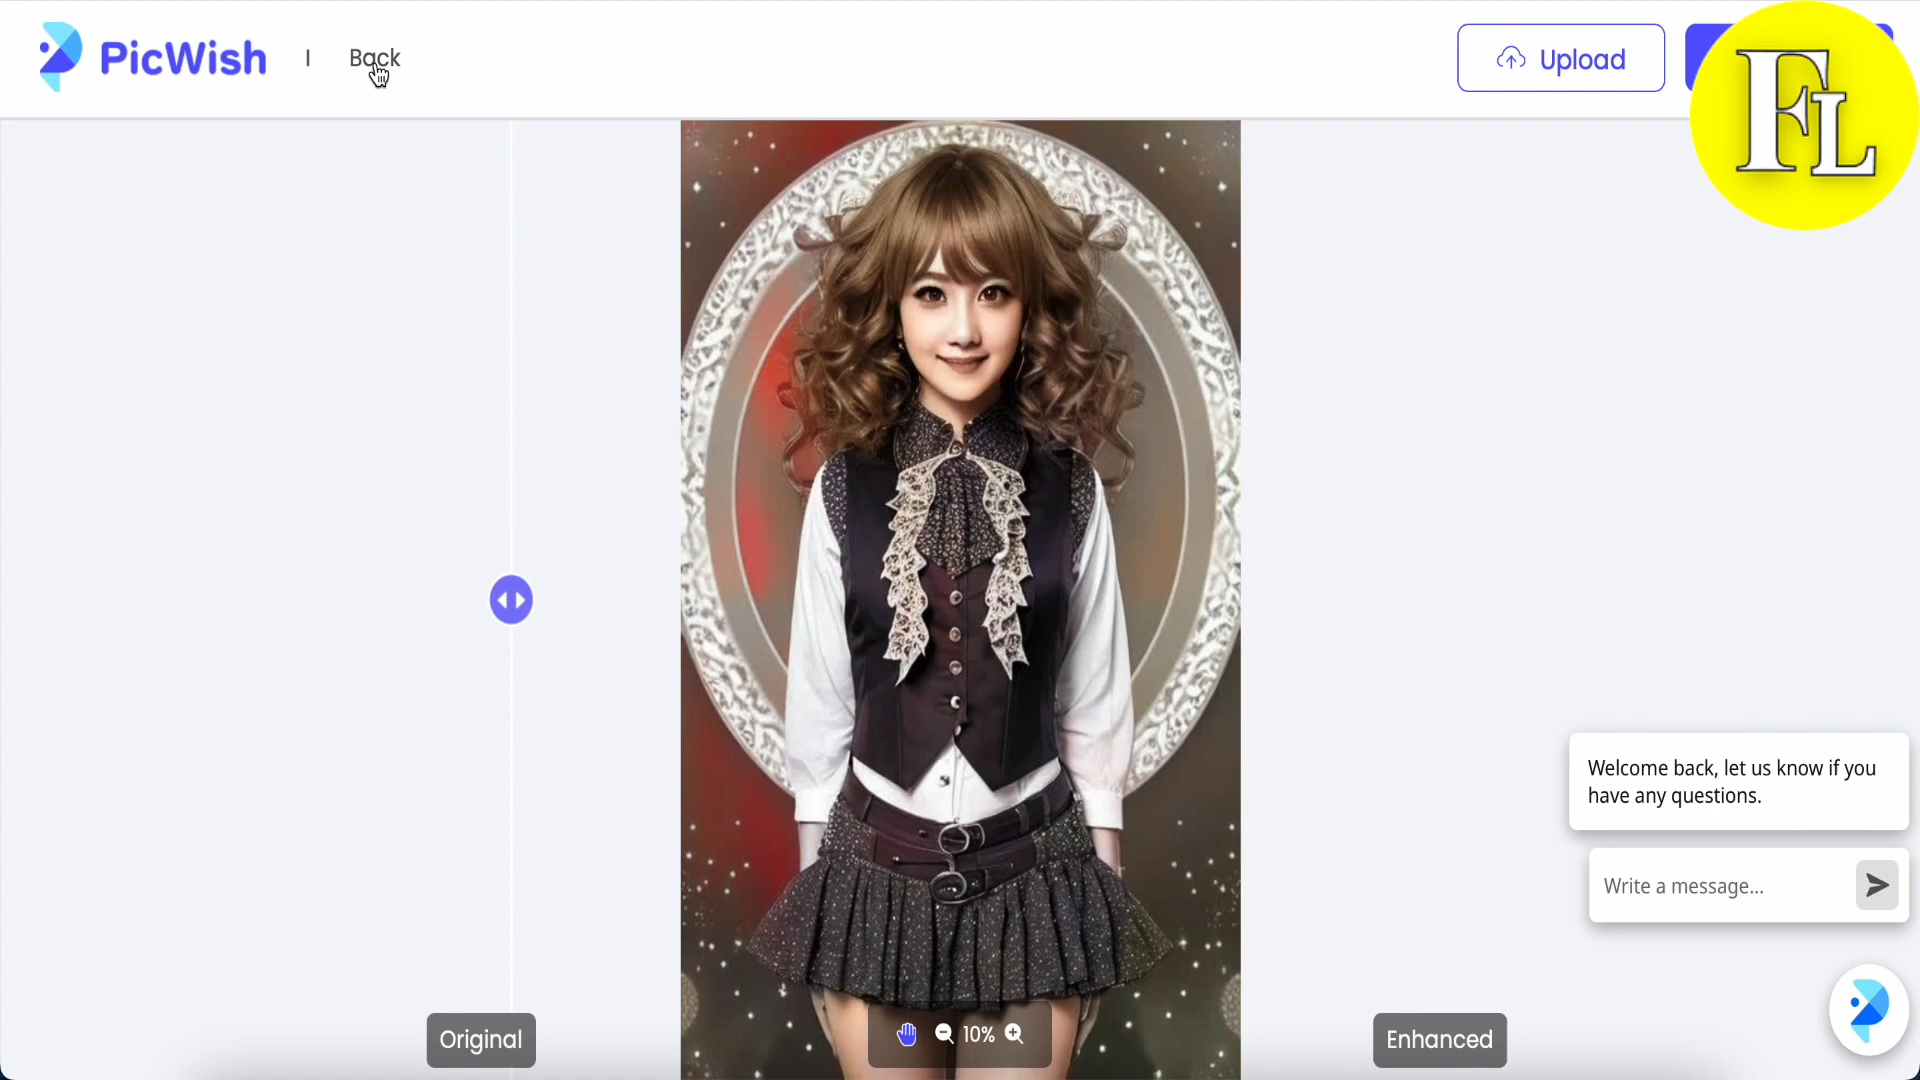 PicWish
Back
Upload
FL
Welcome back, let us know if you
have any questions.
Write a message...
Original
10%
Enhanced